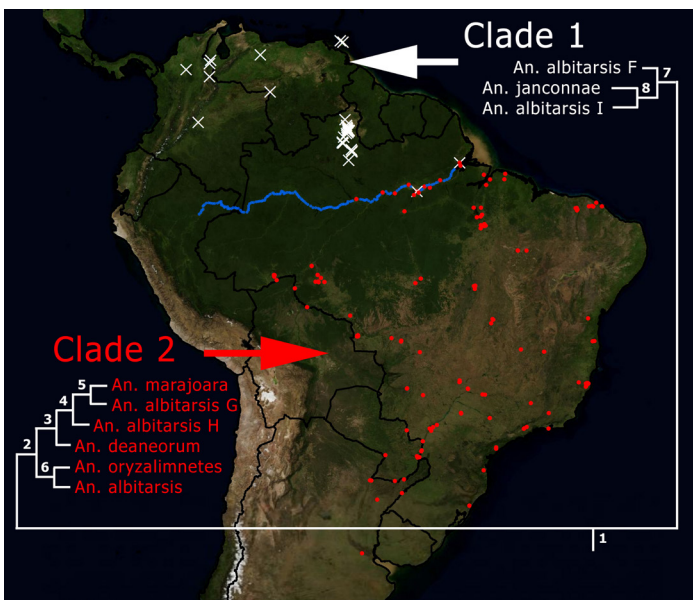 Clade 1
An. albitarsis F
7
An. janconnae
8
An. albitarsis I
Clade 2
5
An. marajoara
4
An. albitarsis G
3
An. albitarsis H
2
An. deaneorum
6
An. oryzalimnetes
An. albitarsis
1